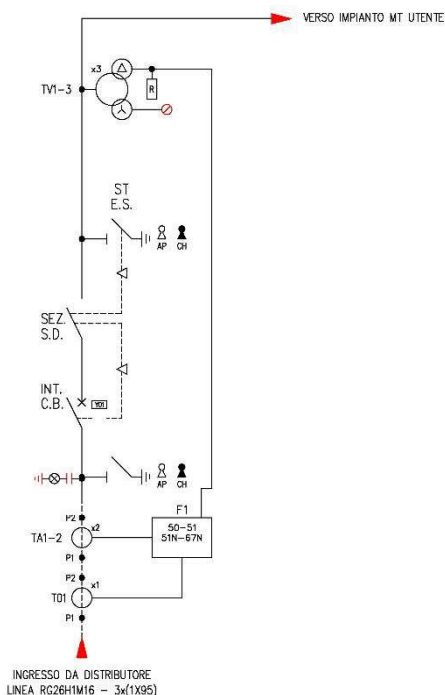 VERSO IMPIANTO MT UTENTE
x3
TV1-3
R
ST
E.S.
AP
CH
SEZ.
S.D.
INT.
C.B.
Y01
AP
CH
F1
50-51
51N-67N
P2
x2
TA1-2
P1
P2
x1
T01
P1
INGRESSO DA DISTRIBUTORE
LINEA RG26H1M16 - 3x(1X95)